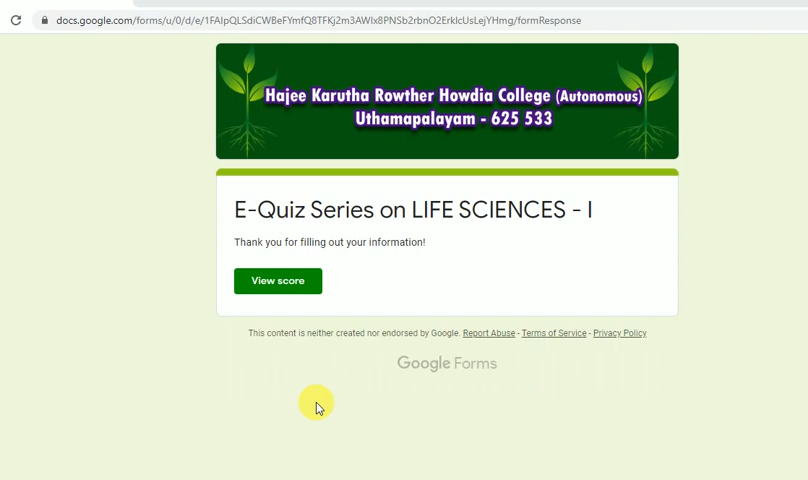 docs.google.com/forms/u/0/d/e/1FAIpQLSdiCWBeFYmfQ8TFKj2m3AWlx8PNSb2rbnO2ErklcUsLejYHmg/formResponse
Hajee Karutha Rowther Howdia College (Autonomous)
Uthamapalayam - 625 533
E-Quiz Series on LIFE SCIENCES - I
Thank you for filling out your information!
View score
This content is neither created nor endorsed by Google. Report Abuse - Terms of Service - Privacy Policy
Google Forms